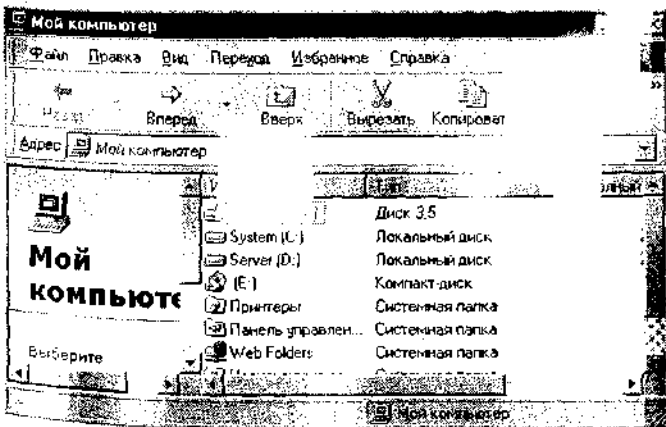 Мой компьютер
Файл Правка Вид Переход Избранное Справка
Вперед Вверх Вырезать Копироват
Адрес Мой компьютер
Тип
Диск 3,5
System (C:) Локальный диск
Server (D:) Локальный диск
(E:) Компакт-диск
Принтеры Системная папка
Панель управлен... Системная папка
Web Folders Системная папка
Мой
компьюте
Выберите
Мой компьютер